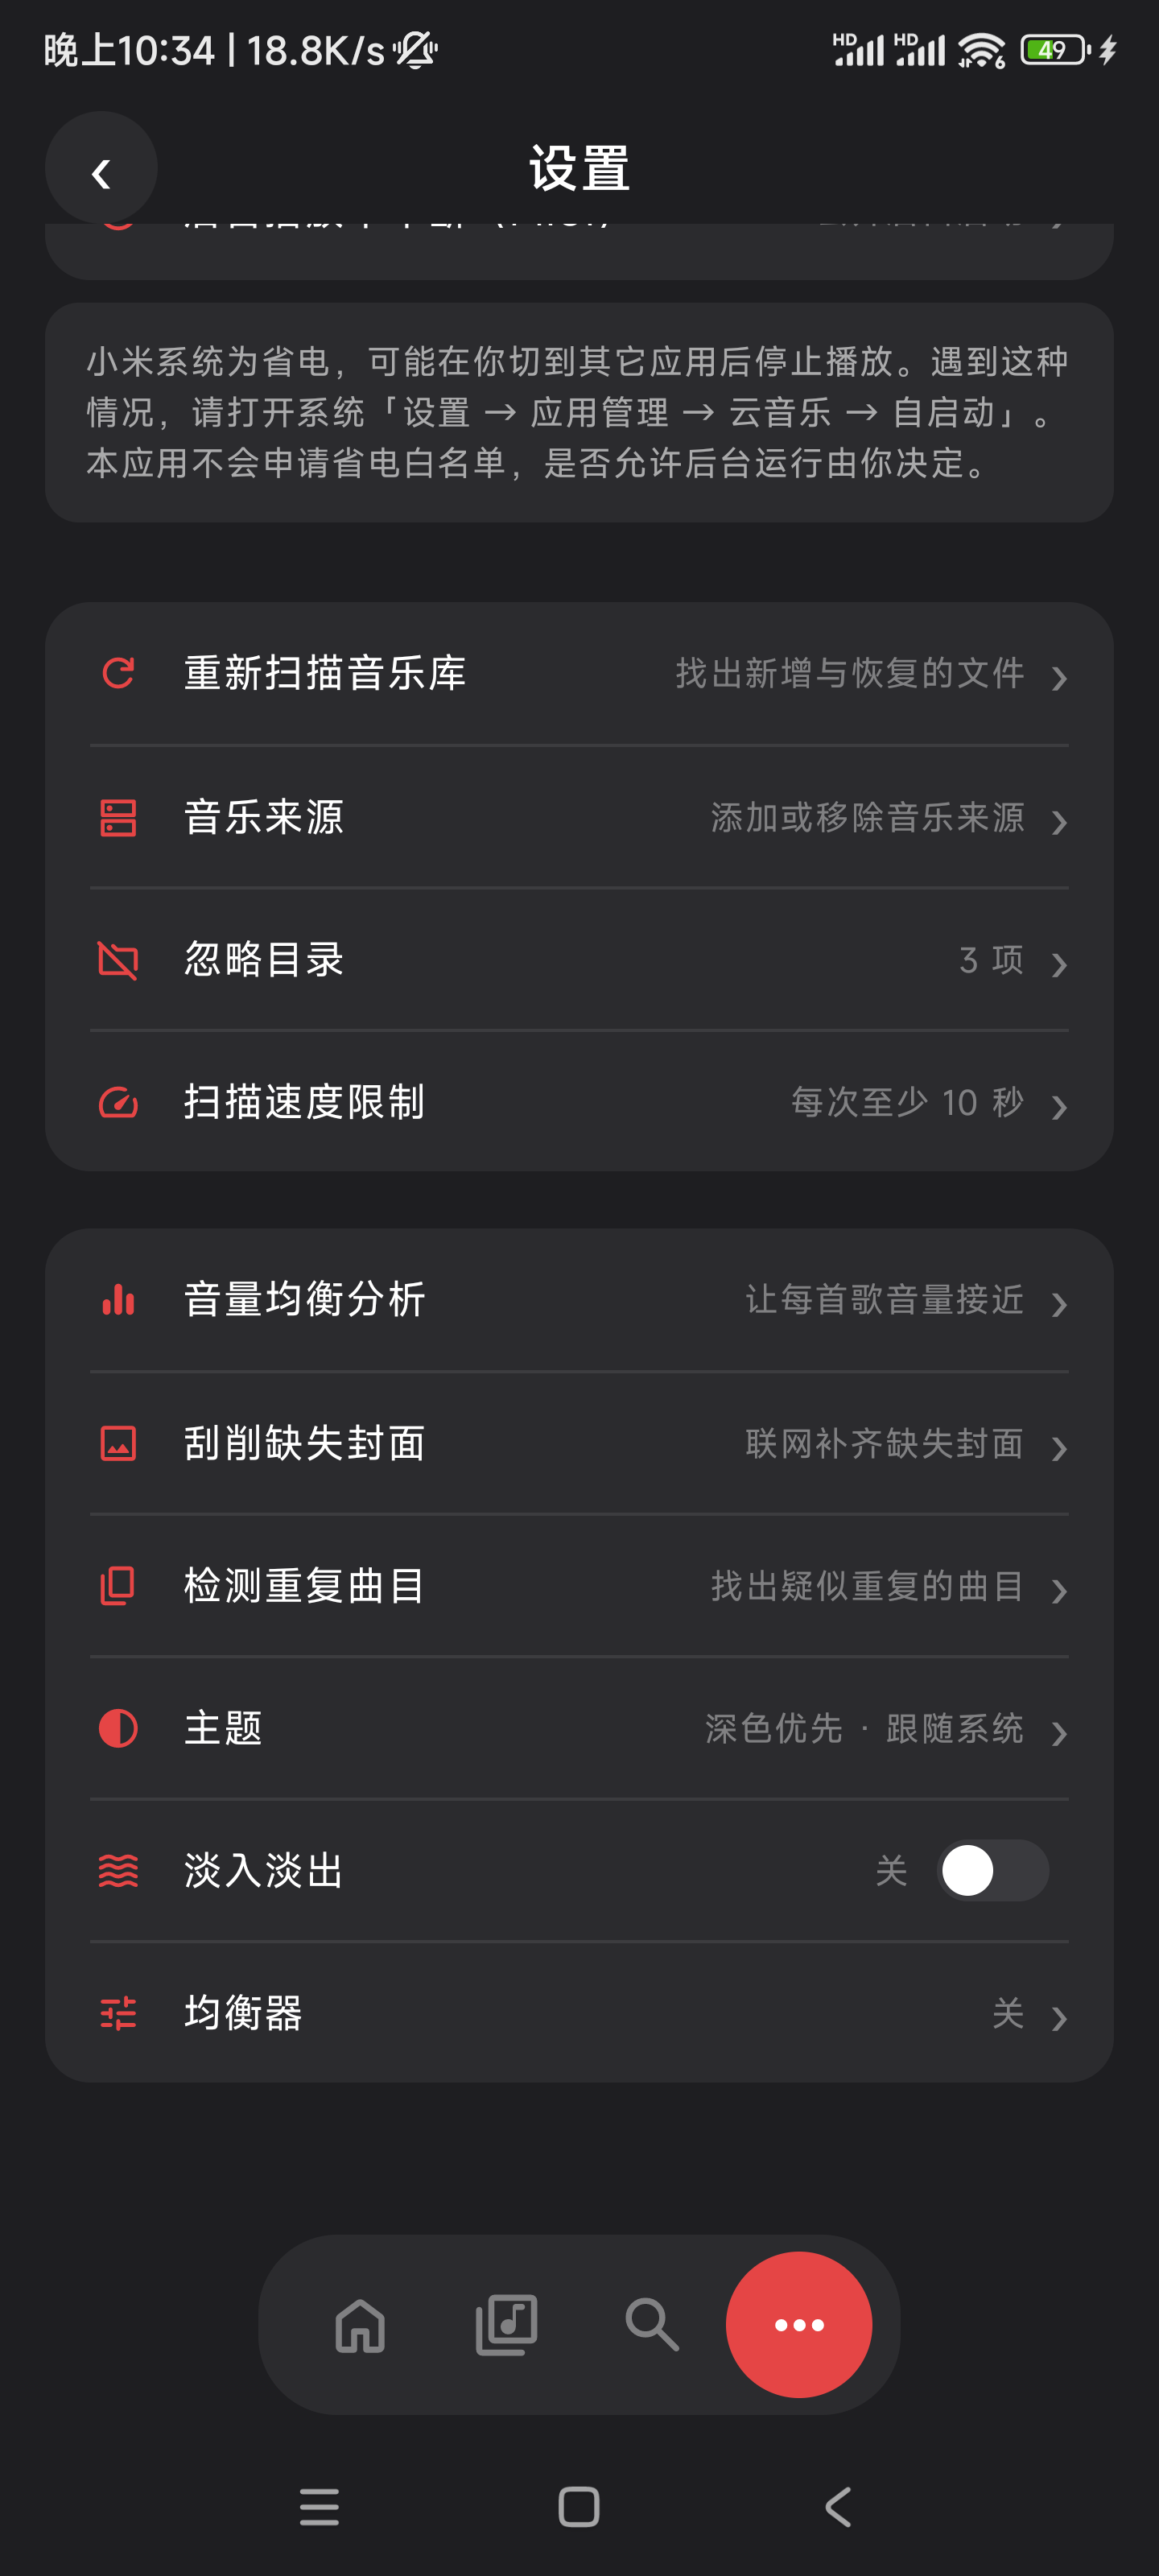 晚上10:34 | 18.8K/s
HD HD 6 49
设置
小米系统为省电，可能在你切到其它应用后停止播放。遇到这种
情况，请打开系统「设置 → 应用管理 → 云音乐 → 自启动」。
本应用不会申请省电白名单，是否允许后台运行由你决定。
重新扫描音乐库 找出新增与恢复的文件
音乐来源 添加或移除音乐来源
忽略目录 3 项
扫描速度限制 每次至少 10 秒
音量均衡分析 让每首歌音量接近
刮削缺失封面 联网补齐缺失封面
检测重复曲目 找出疑似重复的曲目
主题 深色优先 · 跟随系统
淡入淡出 关
均衡器 关